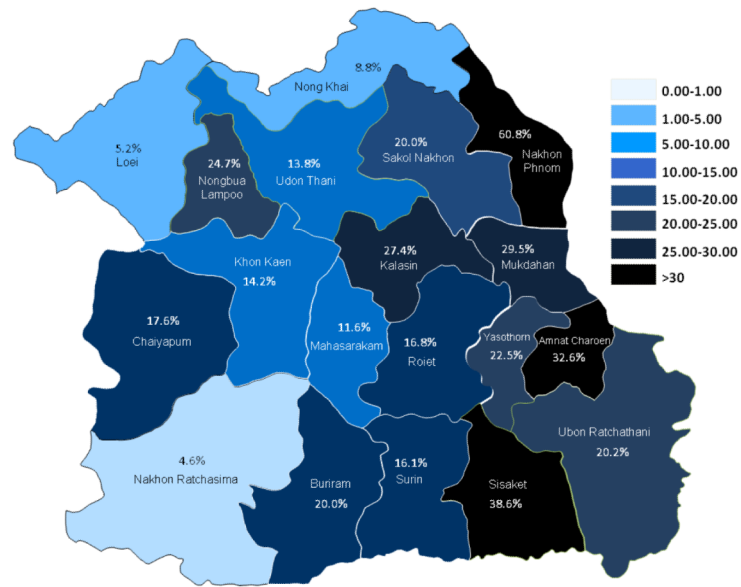 8.8%
Nong Khai
5.2%
Loei
24.7%
Nongbua
Lampoo
13.8%
Udon Thani
20.0%
Sakol Nakhon
60.8%
Nakhon
Phnom
Khon Kaen
14.2%
27.4%
Kalasin
29.5%
Mukdahan
17.6%
Chaiyapum
11.6%
Mahasarakam
16.8%
Roiet
Yasothorn
22.5%
Amnat Charoen
32.6%
Ubon Ratchathani
20.2%
4.6%
Nakhon Ratchasima
Buriram
20.0%
16.1%
Surin
Sisaket
38.6%
0.00-1.00
1.00-5.00
5.00-10.00
10.00-15.00
15.00-20.00
20.00-25.00
25.00-30.00
>30